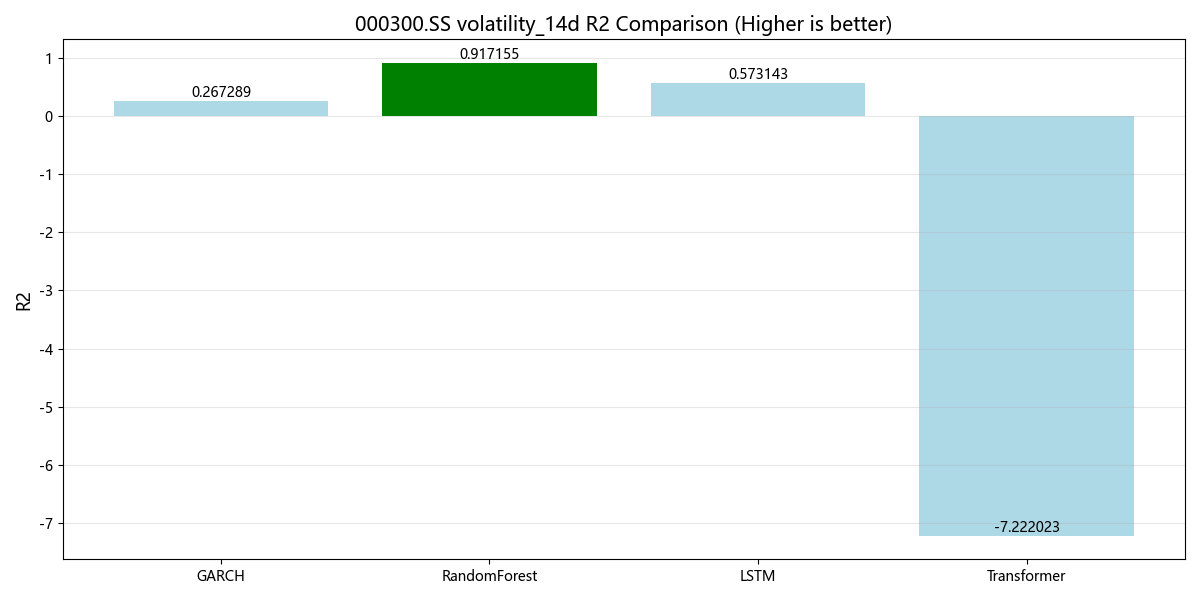 000300.SS volatility_14d R2 Comparison (Higher is better)
R2
1
0
-1
-2
-3
-4
-5
-6
-7
0.267289
0.917155
0.573143
-7.222023
GARCH
RandomForest
LSTM
Transformer